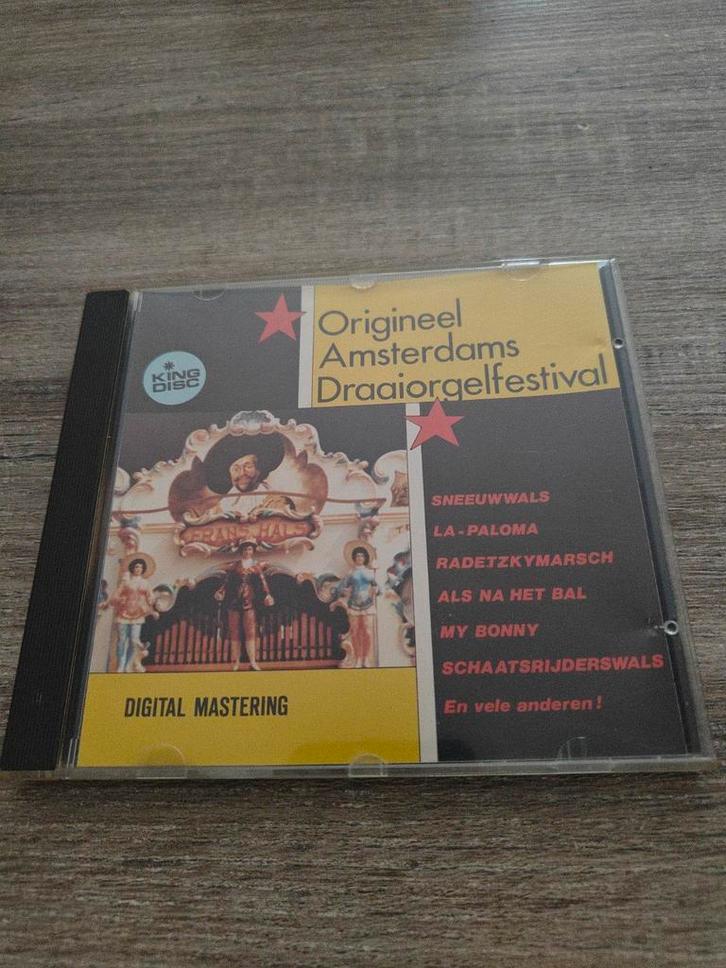 Origineel
Amsterdams
Draaiorgelfestival
KING
DISC
FRANS HALS
SNEEUWWALS
LA-PALOMA
RADETZKYMARSCH
ALS NA HET BAL
MY BONNY
SCHAATSRIJDERSWALS
En vele anderen!
DIGITAL MASTERING